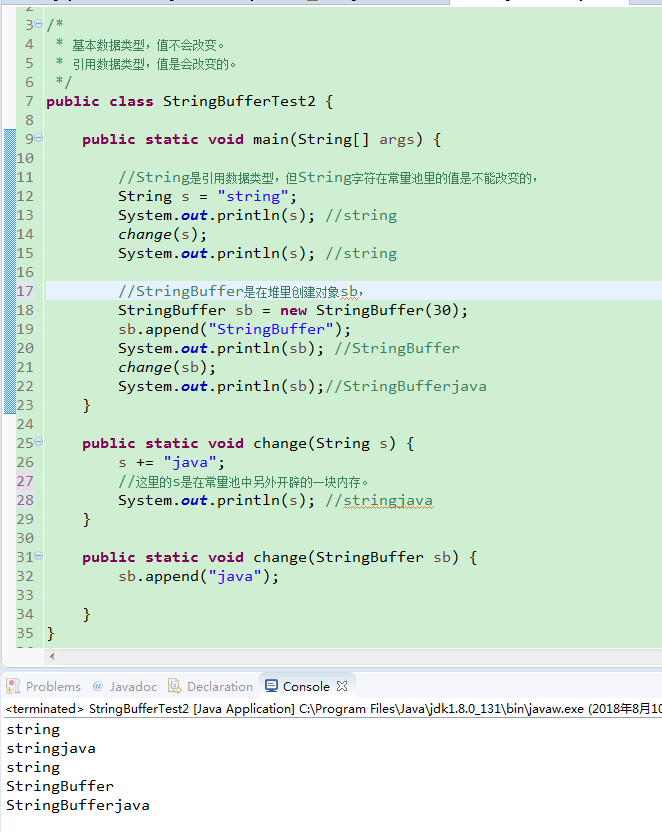 3 /*
4  * 基本数据类型，值不会改变。
5  * 引用数据类型，值是会改变的。
6  */
7 public class StringBufferTest2 {
8
9     public static void main(String[] args) {
10
11         //String是引用数据类型，但String字符在常量池里的值是不能改变的，
12         String s = "string";
13         System.out.println(s); //string
14         change(s);
15         System.out.println(s); //string
16
17         //StringBuffer是在堆里创建对象sb，
18         StringBuffer sb = new StringBuffer(30);
19         sb.append("StringBuffer");
20         System.out.println(sb); //StringBuffer
21         change(sb);
22         System.out.println(sb);//StringBufferjava
23     }
24
25     public static void change(String s) {
26         s += "java";
27         //这里的s是在常量池中另外开辟的一块内存。
28         System.out.println(s); //stringjava
29     }
30
31     public static void change(StringBuffer sb) {
32         sb.append("java");
33
34     }
35 }
Problems @ Javadoc Declaration Console
<terminated> StringBufferTest2 [Java Application] C:\Program Files\Java\jdk1.8.0_131\bin\javaw.exe (2018年8月10
string
stringjava
string
StringBuffer
StringBufferjava